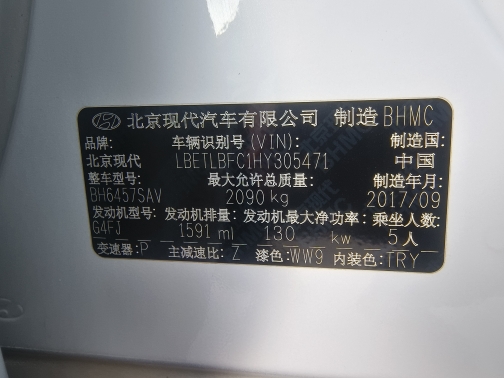 北京现代汽车有限公司 制造 BHMC
品牌: 车辆识别号(VIN): 制造国:
北京现代 LBETLBFC1HY305471 中国
整车型号: 最大允许总质量: 制造年月:
BH6457SAV 2090 kg 2017/09
发动机型号: 发动机排量: 发动机最大净功率: 乘坐人数:
G4FJ 1591 ml 130 kw 5人
变速器: P 主减速比: Z 漆色: WW9 内装色: TRY